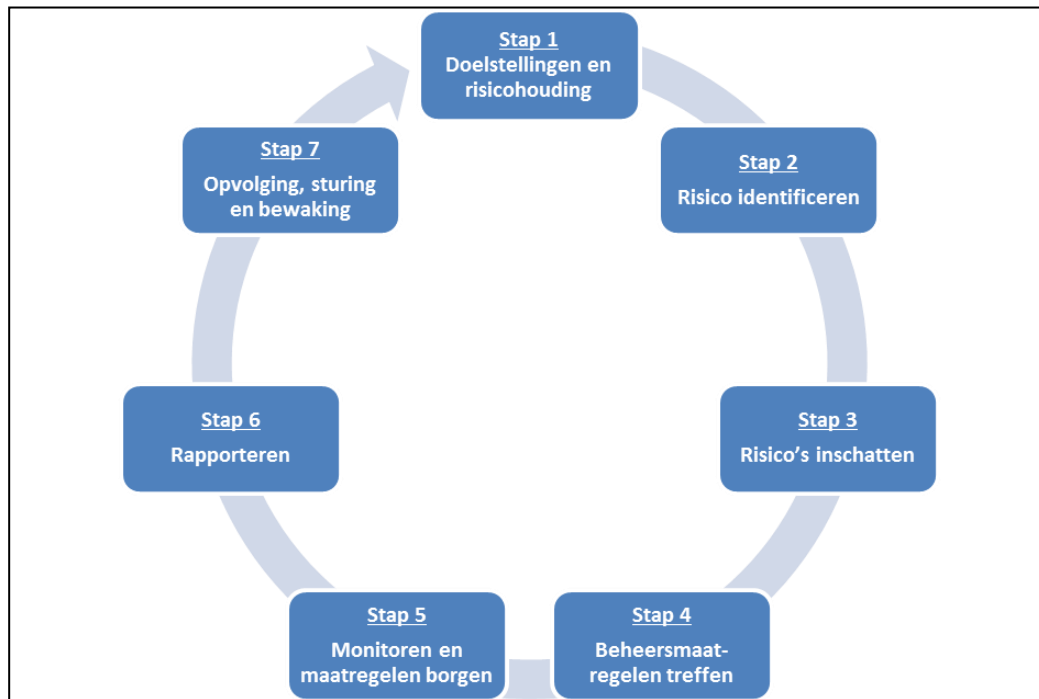 Stap 1
Doelstellingen en
risicohouding
Stap 2
Risico identificeren
Stap 3
Risico's inschatten
Stap 4
Beheersmaat-
regelen treffen
Stap 5
Monitoren en
maatregelen borgen
Stap 6
Rapporteren
Stap 7
Opvolging, sturing
en bewaking